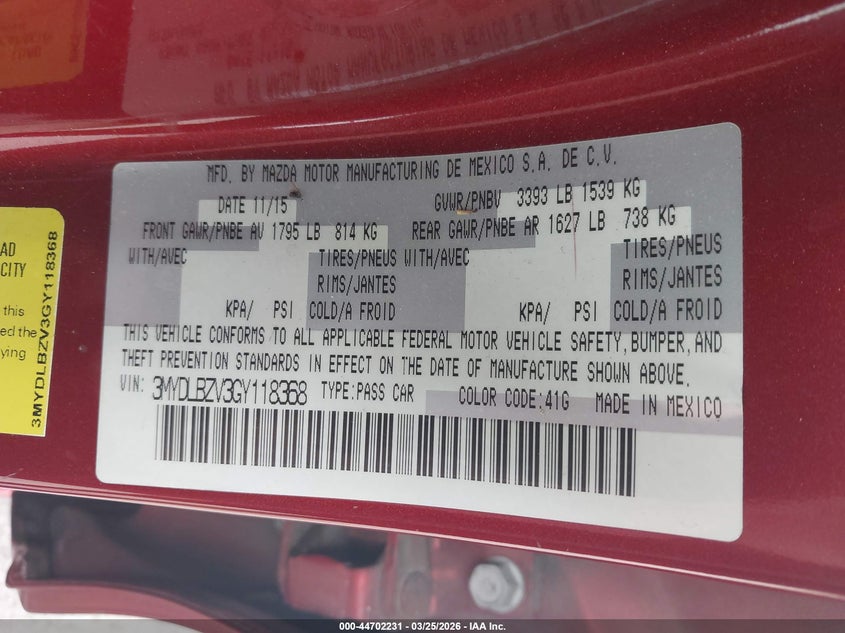 MFD. BY MAZDA MOTOR MANUFACTURING DE MEXICO S.A. DE C.V.
DATE 11/15 GVWR/PNBV 3393 LB 1539 KG
FRONT GAWR/PNBE AV 1795 LB 814 KG REAR GAWR/PNBE AR 1627 LB 738 KG
WITH/AVEC TIRES/PNEUS WITH/AVEC TIRES/PNEUS
RIMS/JANTES RIMS/JANTES
KPA/ PSI COLD/A FROID KPA/ PSI COLD/A FROID
THIS VEHICLE CONFORMS TO ALL APPLICABLE FEDERAL MOTOR VEHICLE SAFETY, BUMPER, AND
THEFT PREVENTION STANDARDS IN EFFECT ON THE DATE OF MANUFACTURE SHOWN ABOVE.
VIN: 3MYDLBZV3GY118368 TYPE:PASS CAR COLOR CODE:41G MADE IN MEXICO
AD
CITY
this
ed the
ying
3MYDLBZV3GY118368
000-44702231 - 03/25/2026 - IAA Inc.